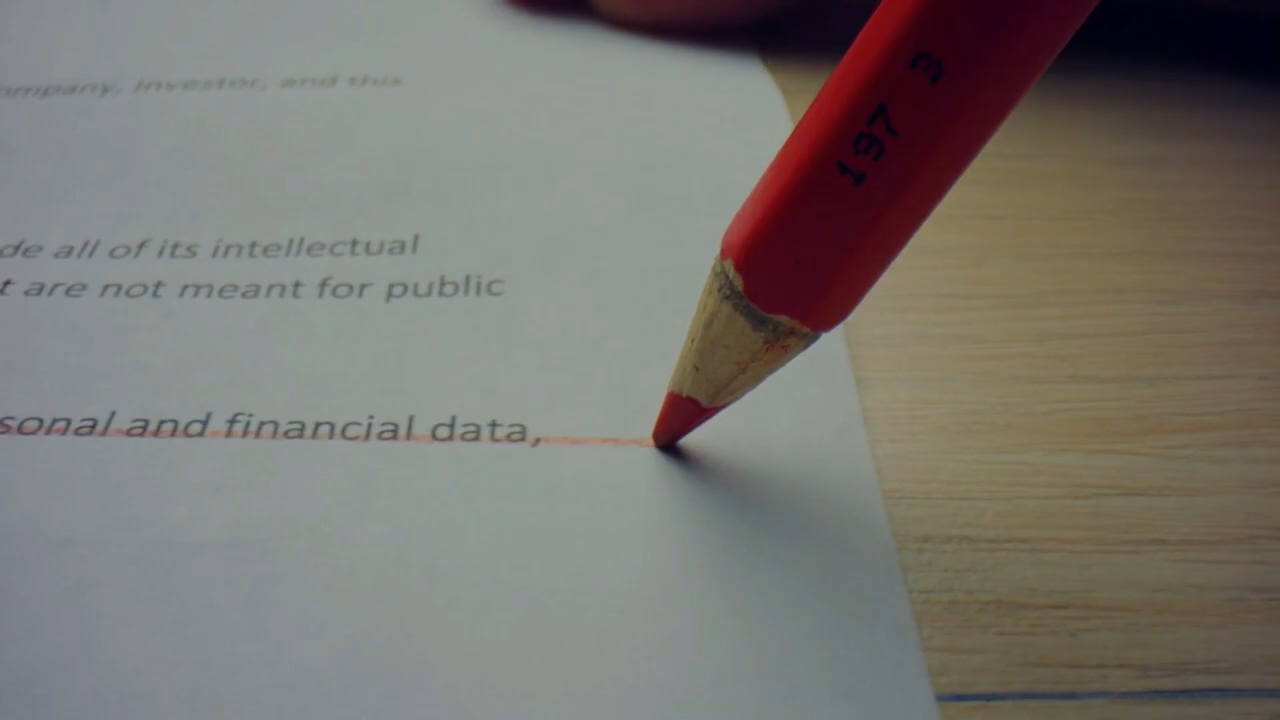 ompany, investor, and this
de all of its intellectual
t are not meant for public
sonal and financial data,
197 3